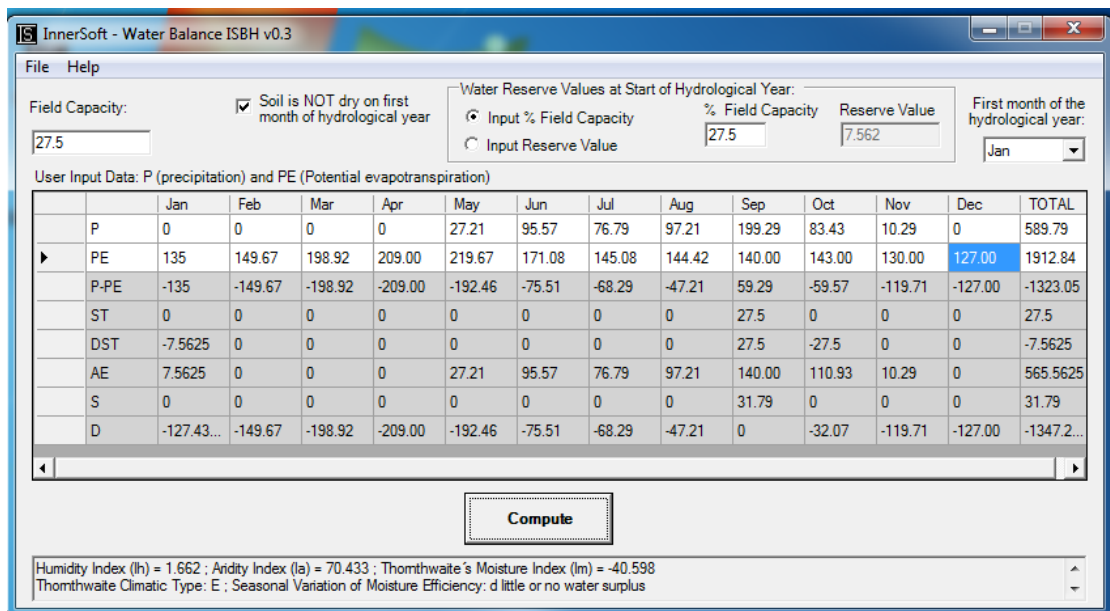 InnerSoft - Water Balance ISBH v0.3
File Help
Field Capacity:
27.5
Soil is NOT dry on first
month of hydrological year
Water Reserve Values at Start of Hydrological Year:
Input % Field Capacity
Input Reserve Value
% Field Capacity
27.5
Reserve Value
7.562
First month of the
hydrological year:
Jan
User Input Data: P (precipitation) and PE (Potential evapotranspiration)
Jan Feb Mar Apr May Jun Jul Aug Sep Oct Nov Dec TOTAL
P 0 0 0 0 27.21 95.57 76.79 97.21 199.29 83.43 10.29 0 589.79
PE 135 149.67 198.92 209.00 219.67 171.08 145.08 144.42 140.00 143.00 130.00 127.00 1912.84
P-PE -135 -149.67 -198.92 -209.00 -192.46 -75.51 -68.29 -47.21 59.29 -59.57 -119.71 -127.00 -1323.05
ST 0 0 0 0 0 0 0 0 27.5 0 0 0 27.5
DST -7.5625 0 0 0 0 0 0 0 27.5 -27.5 0 0 -7.5625
AE 7.5625 0 0 0 27.21 95.57 76.79 97.21 140.00 110.93 10.29 0 565.5625
S 0 0 0 0 0 0 0 0 31.79 0 0 0 31.79
D -127.43... -149.67 -198.92 -209.00 -192.46 -75.51 -68.29 -47.21 0 -32.07 -119.71 -127.00 -1347.2...
Compute
Humidity Index (Ih) = 1.662 ; Aridity Index (Ia) = 70.433 ; Thornthwaite´s Moisture Index (Im) = -40.598
Thornthwaite Climatic Type: E ; Seasonal Variation of Moisture Efficiency: d little or no water surplus